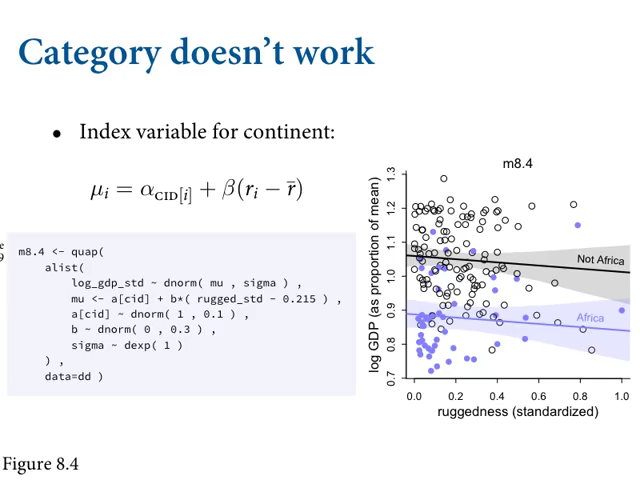 Category doesn't work
• Index variable for continent:
μi = αCID[i] + β(ri − r̄)
e
9
m8.4 <- quap(
alist(
log_gdp_std ~ dnorm( mu , sigma ) ,
mu <- a[cid] + b*( rugged_std - 0.215 ) ,
a[cid] ~ dnorm( 1 , 0.1 ) ,
b ~ dnorm( 0 , 0.3 ) ,
sigma ~ dexp( 1 )
) ,
data=dd )
m8.4
log GDP (as proportion of mean)
1.3
1.2
1.1
1.0
0.9
0.8
0.7
Not Africa
Africa
0.0 0.2 0.4 0.6 0.8 1.0
ruggedness (standardized)
Figure 8.4